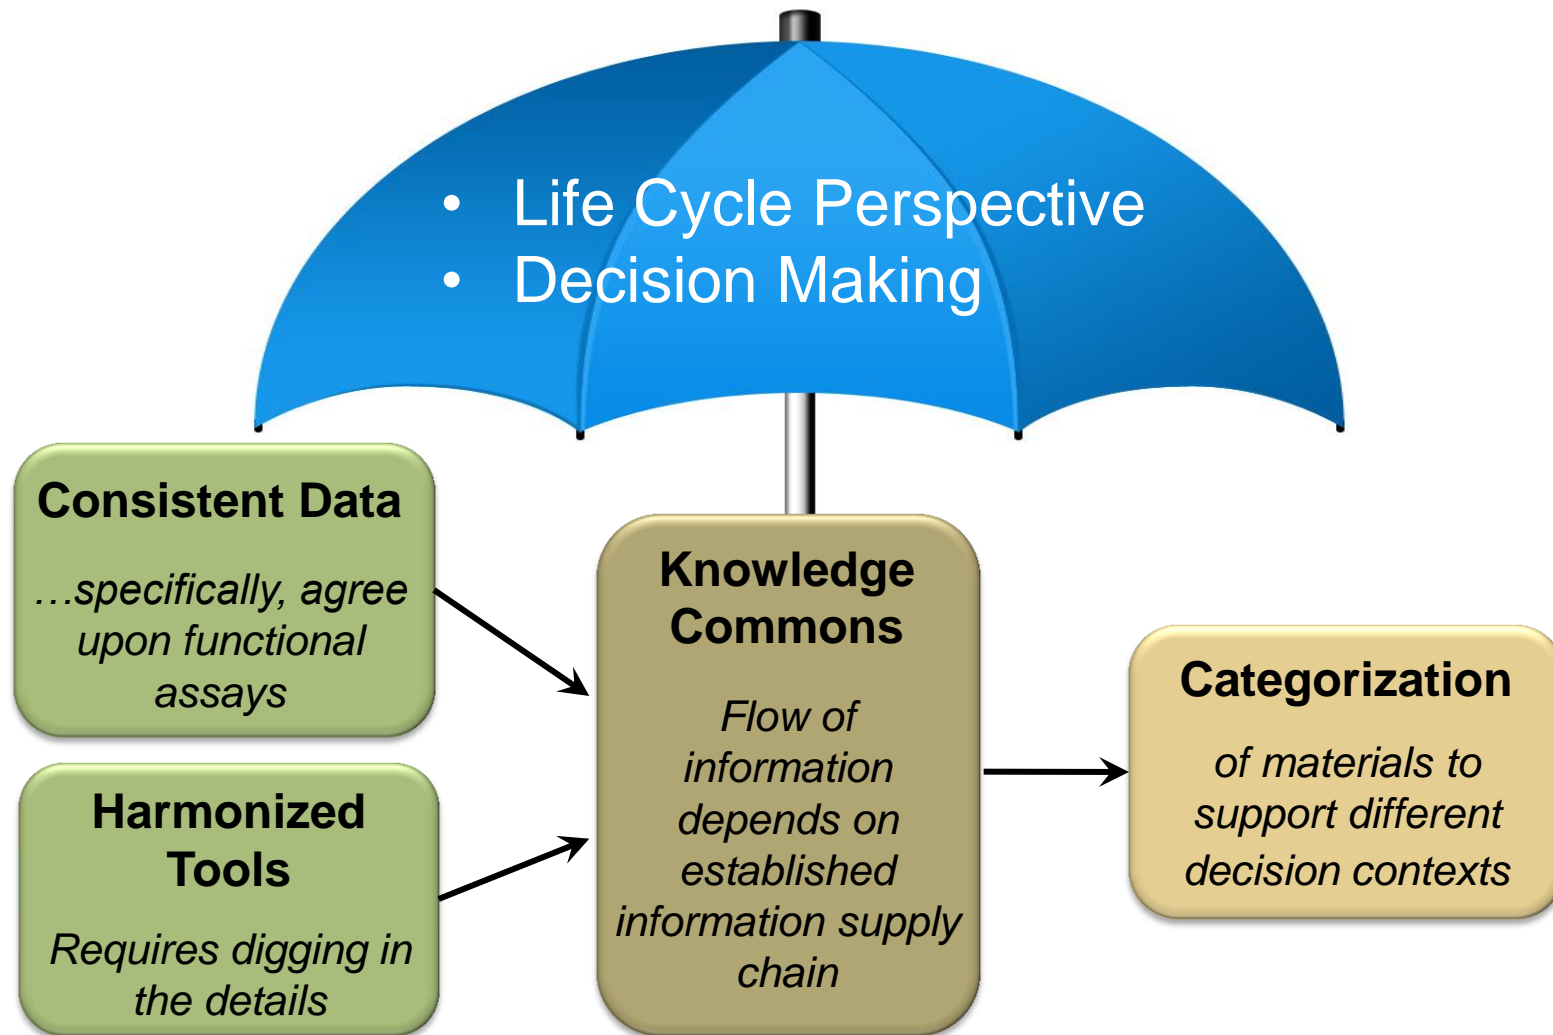 • Life Cycle Perspective
• Decision Making
Consistent Data
…specifically, agree
upon functional
assays
Harmonized
Tools
Requires digging in
the details
Knowledge
Commons
Flow of
information
depends on
established
information supply
chain
Categorization
of materials to
support different
decision contexts